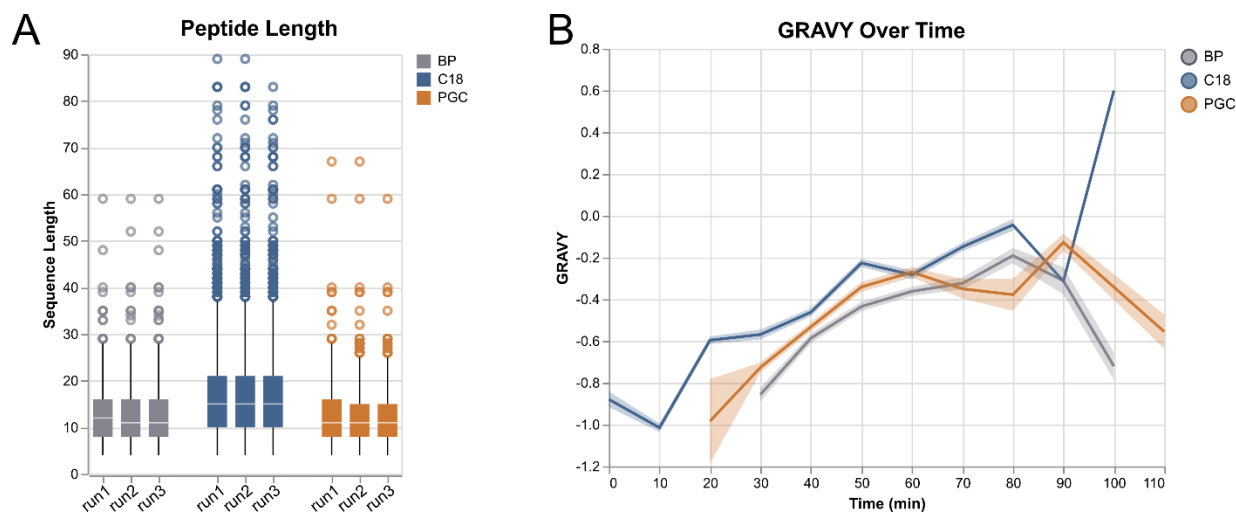 A
Peptide Length
90
80
70
60
50
40
30
20
10
0
Sequence Length
run1
run2
run3
run1
run2
run3
run1
run2
run3
BP
C18
PGC
B
GRAVY Over Time
0.8
0.6
0.4
0.2
0.0
-0.2
-0.4
-0.6
-0.8
-1.0
-1.2
GRAVY
0 10 20 30 40 50 60 70 80 90 100 110
Time (min)
BP
C18
PGC